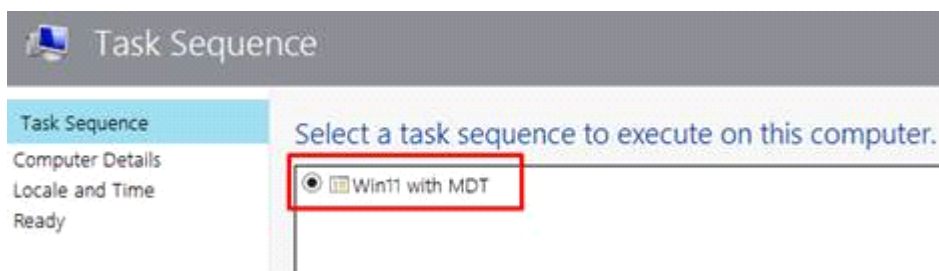 Task Sequence
Task Sequence
Computer Details
Locale and Time
Ready
Select a task sequence to execute on this computer.
Win11 with MDT